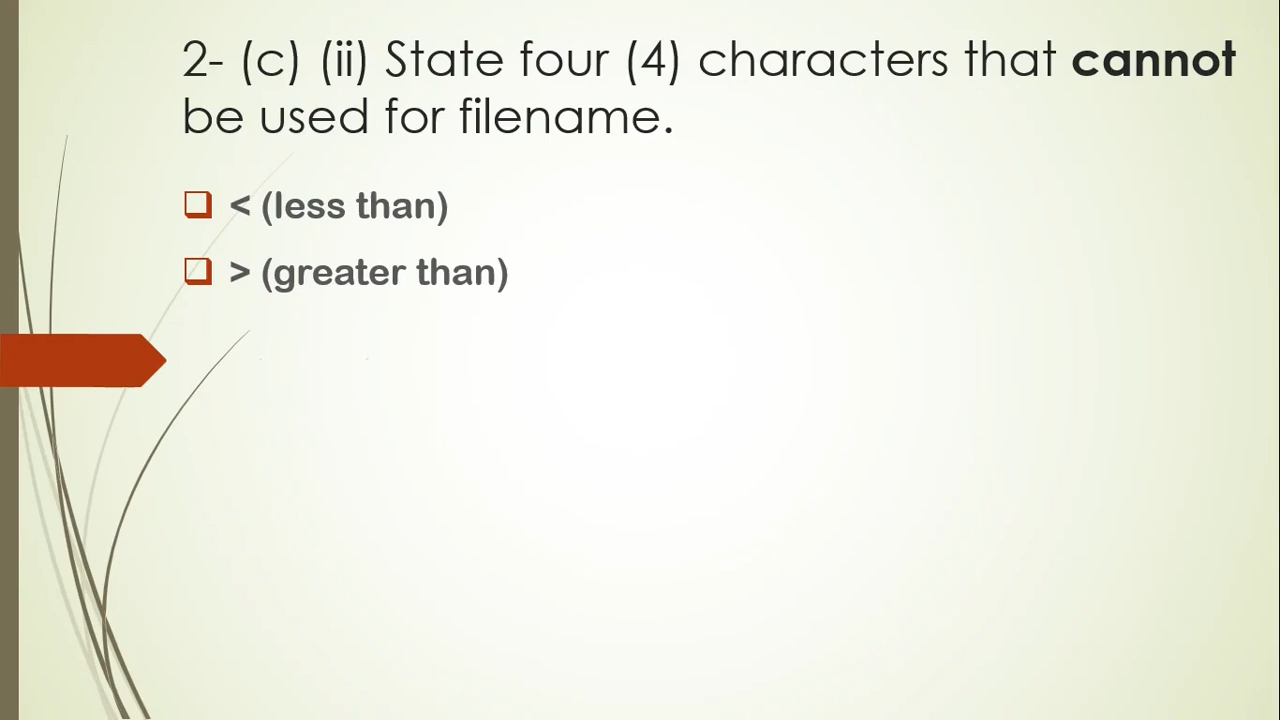 2- (c) (ii) State four (4) characters that cannot
be used for filename.
< (less than)
> (greater than)